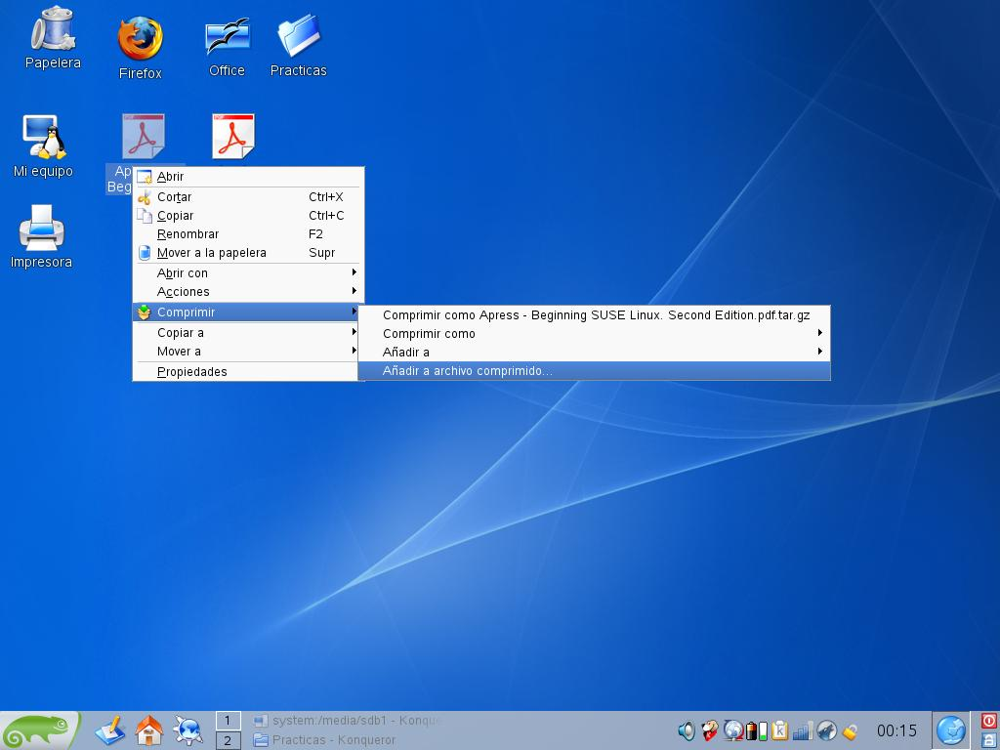 Papelera
Firefox
Office
Practicas
Mi equipo
Impresora
PDF
PDF
Ap
Beg
Abrir
Cortar Ctrl+X
Copiar Ctrl+C
Renombrar F2
Mover a la papelera Supr
Abrir con
Acciones
Comprimir
Copiar a
Mover a
Propiedades
Comprimir como Apress - Beginning SUSE Linux. Second Edition.pdf.tar.gz
Comprimir como
Añadir a
Añadir a archivo comprimido...
1
2
system:/media/sdb1 - Konque
Practicas - Konqueror
00:15